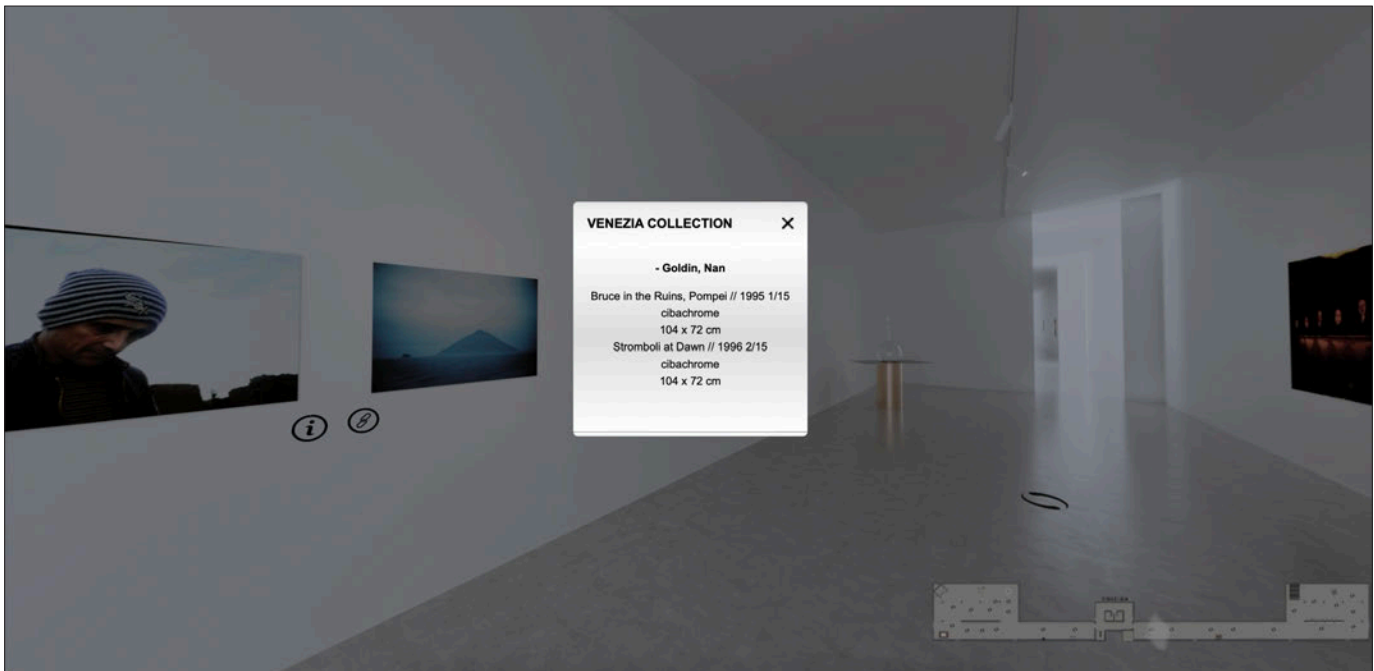 VENEZIA COLLECTION
- Goldin, Nan
Bruce in the Ruins, Pompei // 1995 1/15
cibachrome
104 x 72 cm
Stromboli at Dawn // 1996 2/15
cibachrome
104 x 72 cm